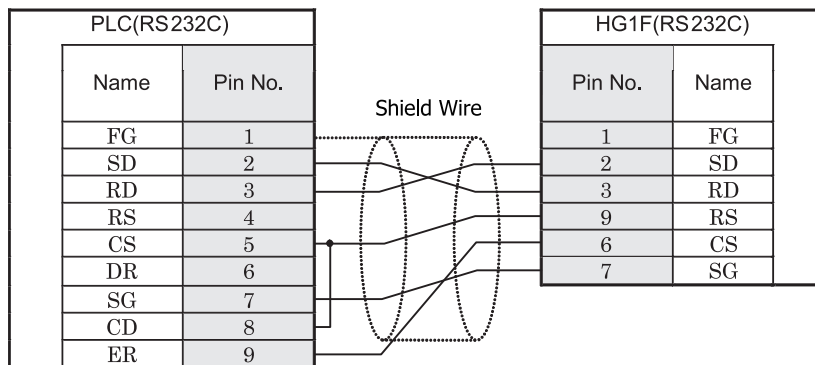 PLC(RS232C)
Name Pin No.
FG 1
SD 2
RD 3
RS 4
CS 5
DR 6
SG 7
CD 8
ER 9
Shield Wire
HG1F(RS232C)
Pin No. Name
1 FG
2 SD
3 RD
9 RS
6 CS
7 SG